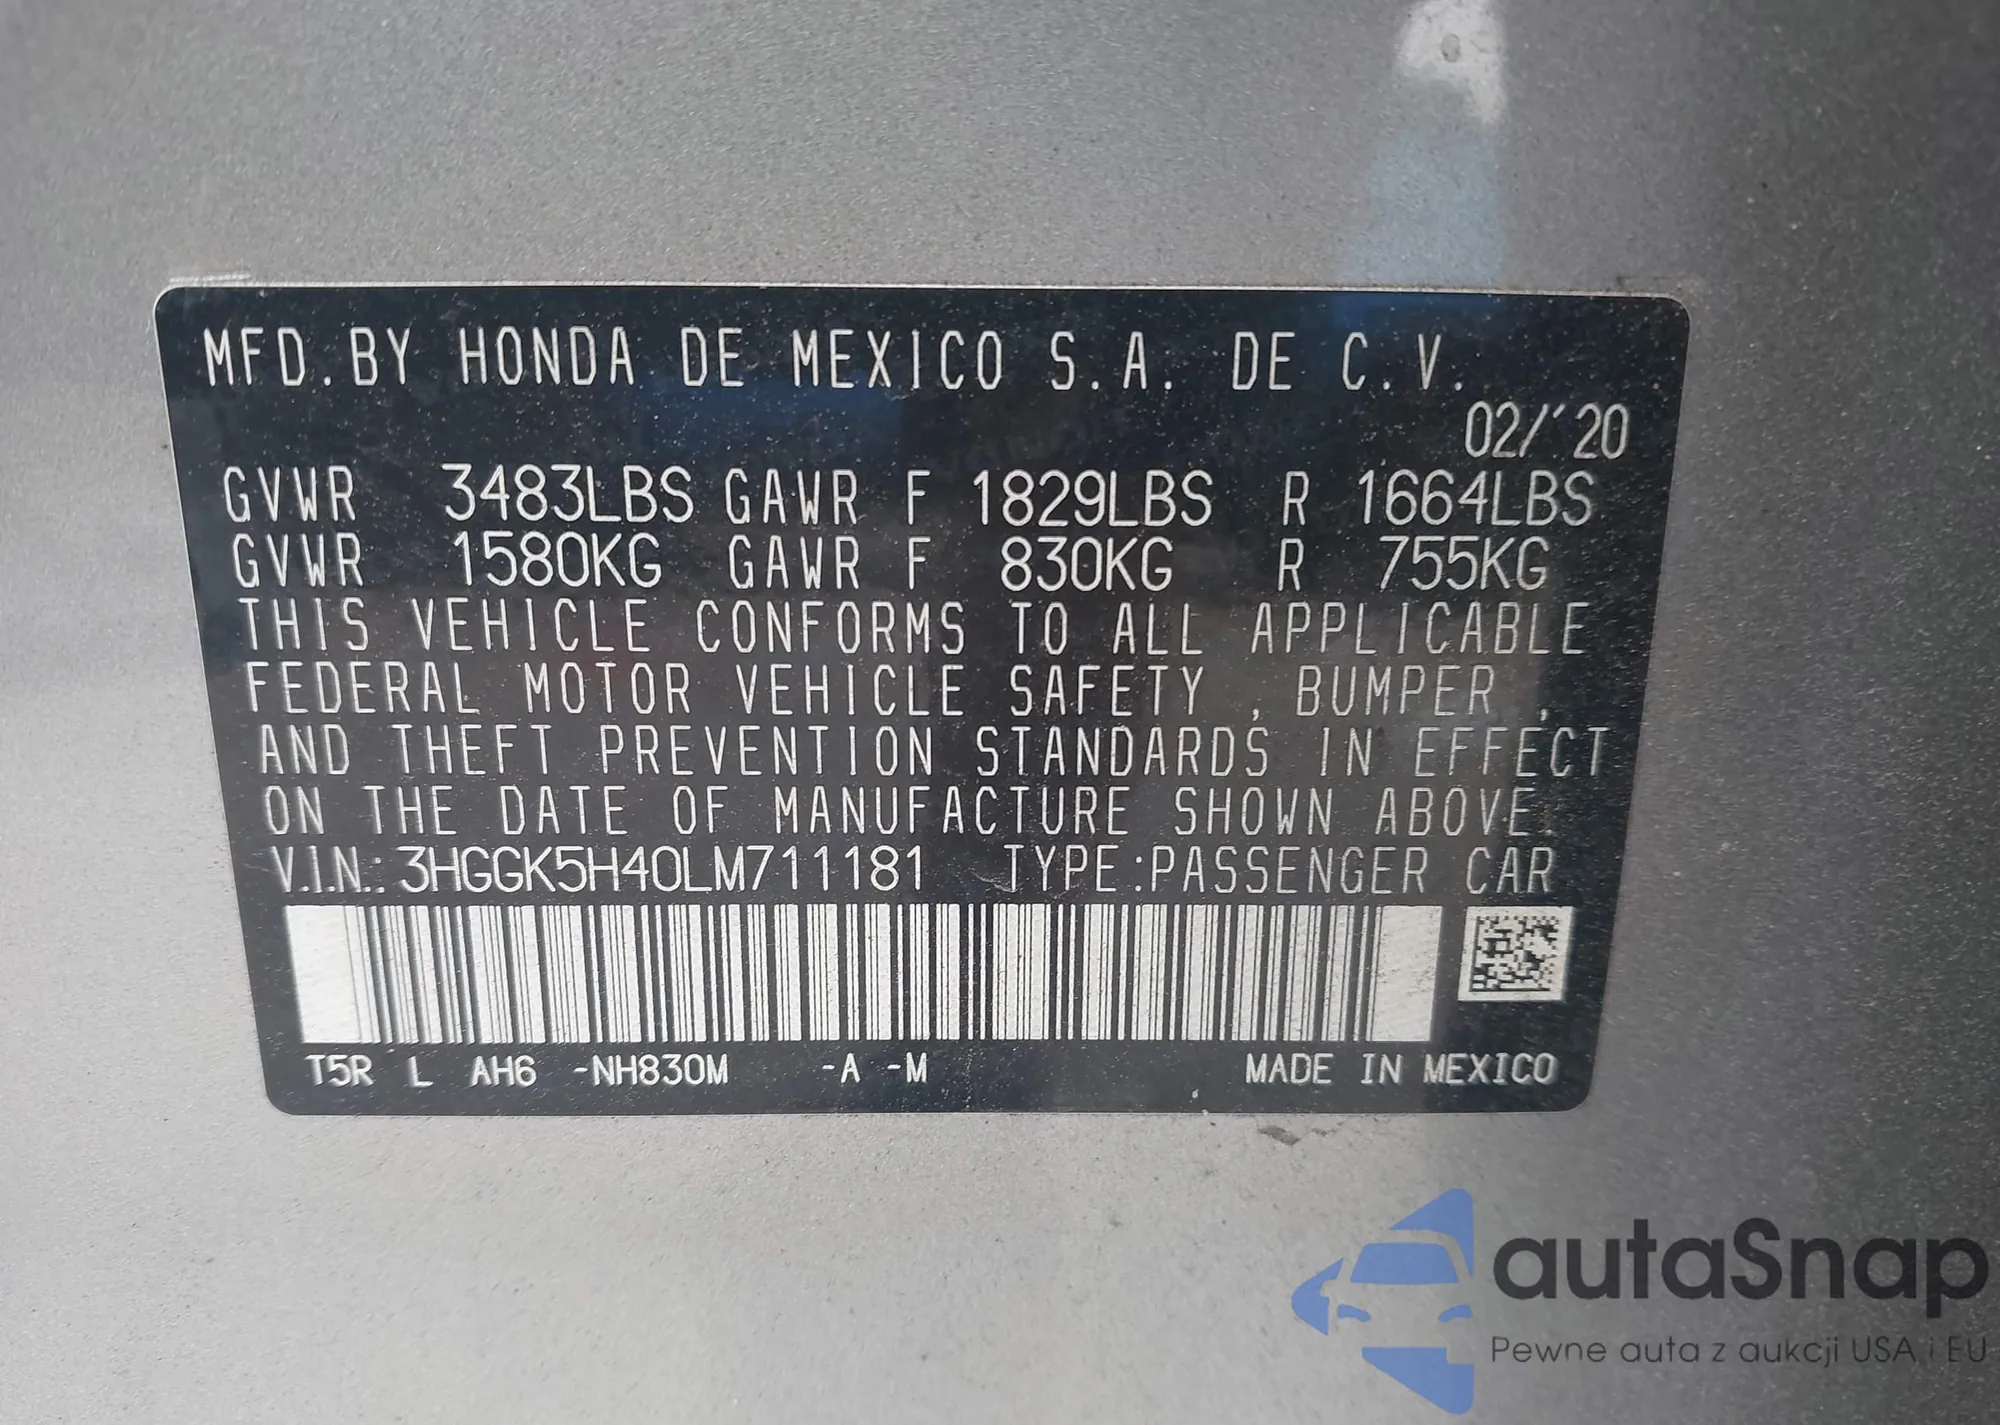 MFD. BY HONDA DE MEXICO S.A. DE C.V.
02/'20
GVWR 3483LBS GAWR F 1829LBS R 1664LBS
GVWR 1580KG GAWR F 830KG R 755KG
THIS VEHICLE CONFORMS TO ALL APPLICABLE
FEDERAL MOTOR VEHICLE SAFETY , BUMPER ,
AND THEFT PREVENTION STANDARDS IN EFFECT
ON THE DATE OF MANUFACTURE SHOWN ABOVE.
V.I.N.: 3HGGK5H40LM711181 TYPE:PASSENGER CAR
T5R L AH6 -NH830M -A -M MADE IN MEXICO
autaSnap
Pewne auta z aukcji USA i EU